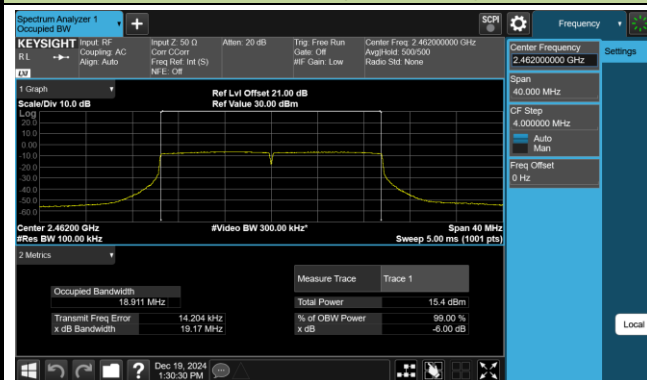 Spectrum Analyzer 1
Occupied BW
SCPI
Frequency
KEYSIGHT
RL
LXI
Input: RF
Coupling: AC
Align: Auto
Input Z: 50 Ω
Corr CCorr
Freq Ref: Int (S)
NFE: Off
Atten: 20 dB
Trig: Free Run
Gate: Off
#IF Gain: Low
Center Freq: 2.462000000 GHz
Avg|Hold: 500/500
Radio Std: None
Center Frequency
2.462000000 GHz
Settings
Span
40.000 MHz
CF Step
4.000000 MHz
Auto
Man
Freq Offset
0 Hz
Local
1 Graph
Scale/Div 10.0 dB
Ref Lvl Offset 21.00 dB
Ref Value 30.00 dBm
Log
20.0
10.0
0.00
-10.0
-20.0
-30.0
-40.0
-50.0
-60.0
Center 2.46200 GHz
#Res BW 100.00 kHz
#Video BW 300.00 kHz*
Span 40 MHz
Sweep 5.00 ms (1001 pts)
2 Metrics
Measure Trace
Trace 1
Occupied Bandwidth
18.911 MHz
Total Power
15.4 dBm
Transmit Freq Error
14.204 kHz
% of OBW Power
99.00 %
x dB Bandwidth
19.17 MHz
x dB
-6.00 dB
?
Dec 19, 2024
1:30:30 PM